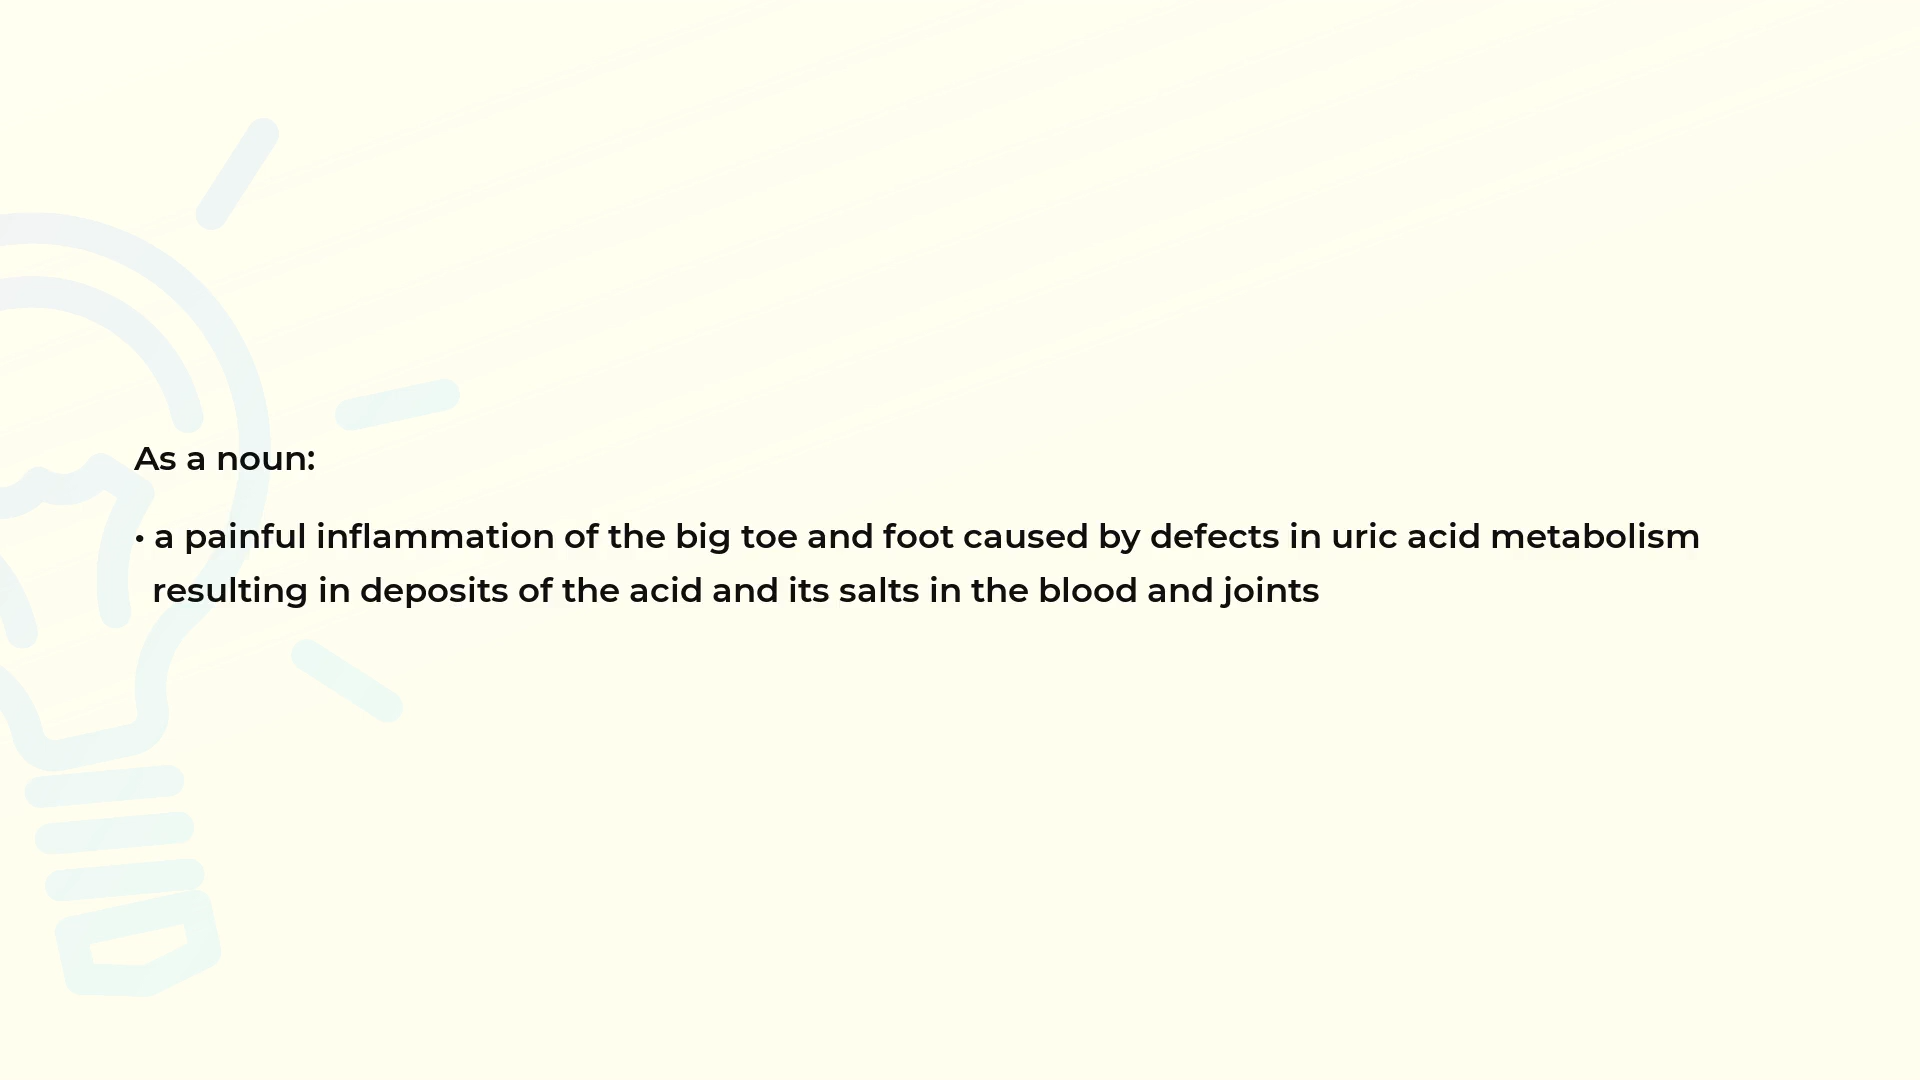 As a noun:
• a painful inflammation of the big toe and foot caused by defects in uric acid metabolism
resulting in deposits of the acid and its salts in the blood and joints